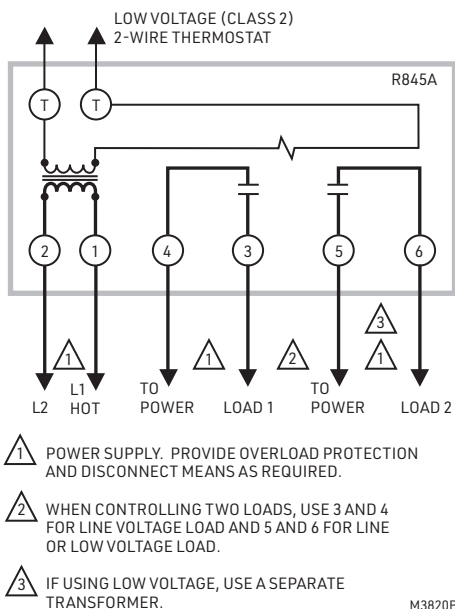 LOW VOLTAGE (CLASS 2)
2-WIRE THERMOSTAT
R845A
T T
2 1 4 3 5 6
3
1 1 2 1
L2 L1 HOT TO POWER LOAD 1 TO POWER LOAD 2
1 POWER SUPPLY. PROVIDE OVERLOAD PROTECTION
AND DISCONNECT MEANS AS REQUIRED.
2 WHEN CONTROLLING TWO LOADS, USE 3 AND 4
FOR LINE VOLTAGE LOAD AND 5 AND 6 FOR LINE
OR LOW VOLTAGE LOAD.
3 IF USING LOW VOLTAGE, USE A SEPARATE
TRANSFORMER.
M3820B